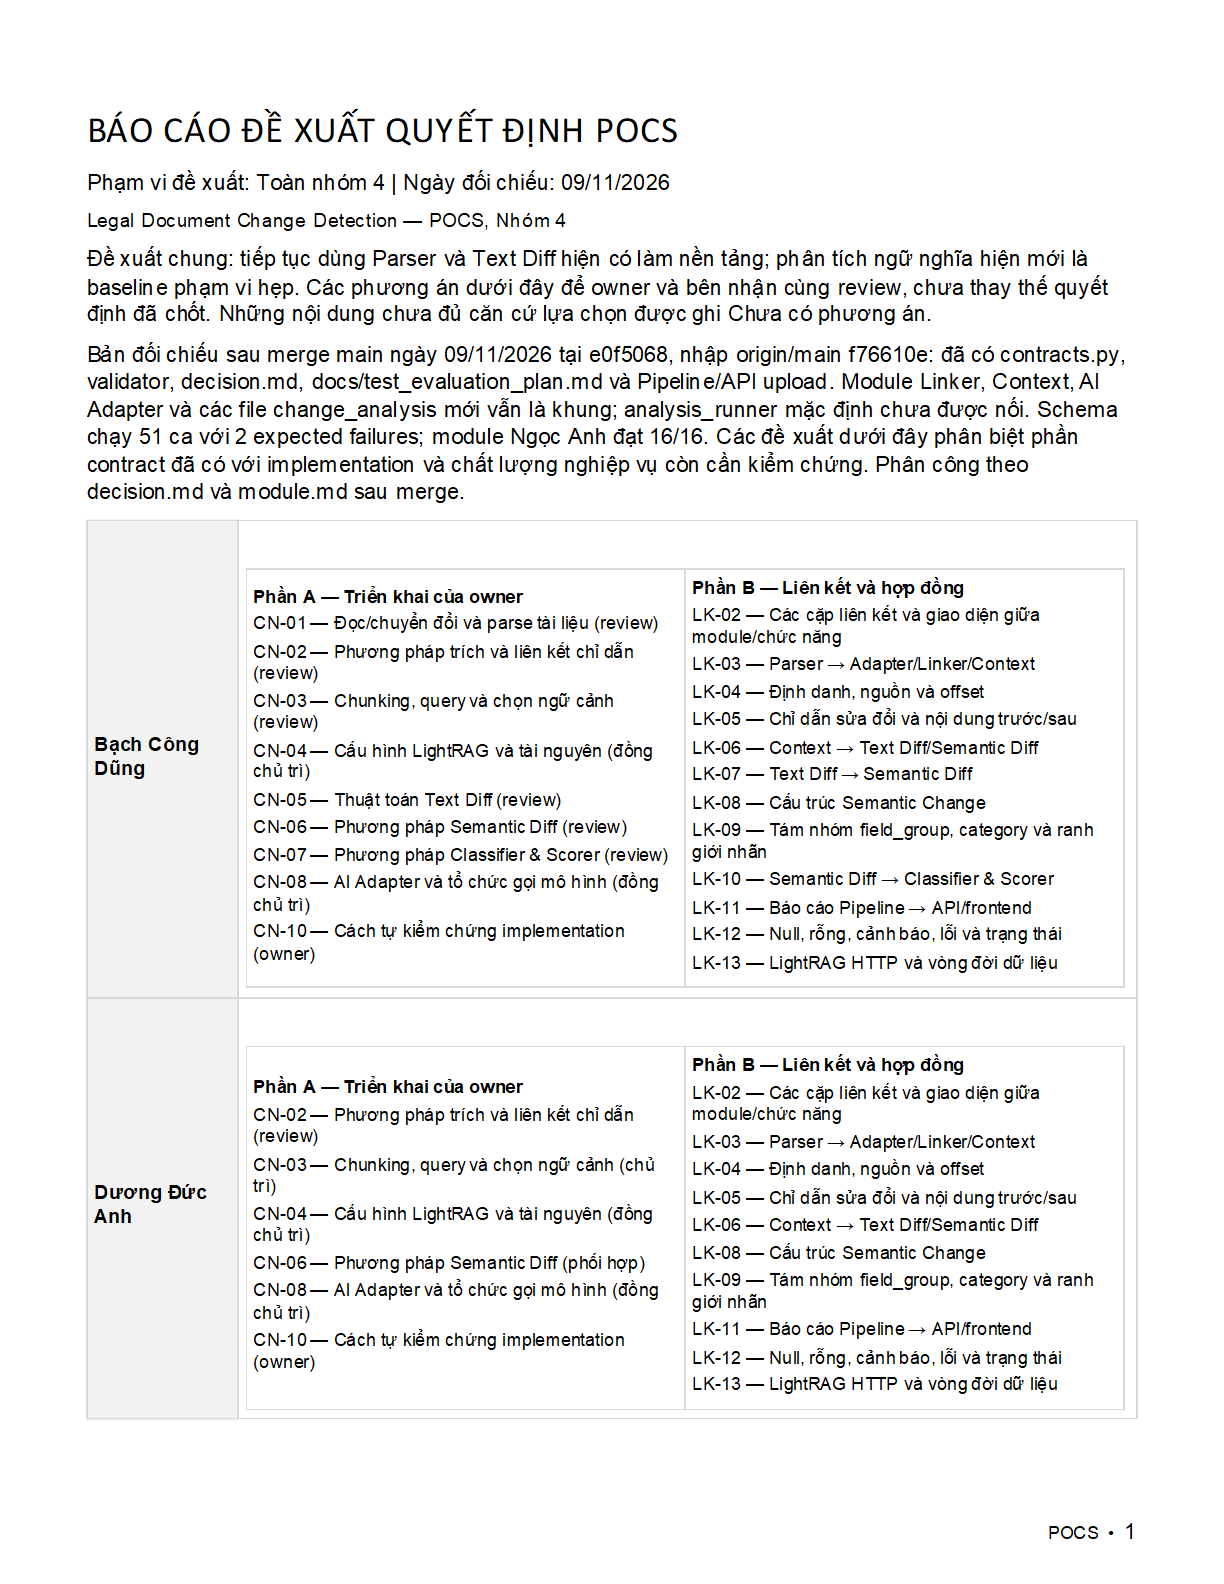 BÁO CÁO ĐỀ XUẤT QUYẾT ĐỊNH POCS
Phạm vi đề xuất: Toàn nhóm 4 | Ngày đối chiếu: 09/11/2026
Legal Document Change Detection — POCS, Nhóm 4
Đề xuất chung: tiếp tục dùng Parser và Text Diff hiện có làm nền tảng; phân tích ngữ nghĩa hiện mới là
baseline phạm vi hẹp. Các phương án dưới đây để owner và bên nhận cùng review, chưa thay thế quyết
định đã chốt. Những nội dung chưa đủ căn cứ lựa chọn được ghi Chưa có phương án.
Bản đối chiếu sau merge main ngày 09/11/2026 tại e0f5068, nhập origin/main f76610e: đã có contracts.py,
validator, decision.md, docs/test_evaluation_plan.md và Pipeline/API upload. Module Linker, Context, AI
Adapter và các file change_analysis mới vẫn là khung; analysis_runner mặc định chưa được nối. Schema
chạy 51 ca với 2 expected failures; module Ngọc Anh đạt 16/16. Các đề xuất dưới đây phân biệt phần
contract đã có với implementation và chất lượng nghiệp vụ còn cần kiểm chứng. Phân công theo
decision.md và module.md sau merge.
Bạch Công
Dũng
Phần A — Triển khai của owner
CN-01 — Đọc/chuyển đổi và parse tài liệu (review)
CN-02 — Phương pháp trích và liên kết chỉ dẫn
(review)
CN-03 — Chunking, query và chọn ngữ cảnh
(review)
CN-04 — Cấu hình LightRAG và tài nguyên (đồng
chủ trì)
CN-05 — Thuật toán Text Diff (review)
CN-06 — Phương pháp Semantic Diff (review)
CN-07 — Phương pháp Classifier & Scorer (review)
CN-08 — AI Adapter và tổ chức gọi mô hình (đồng
chủ trì)
CN-10 — Cách tự kiểm chứng implementation
(owner)
Phần B — Liên kết và hợp đồng
LK-02 — Các cặp liên kết và giao diện giữa
module/chức năng
LK-03 — Parser → Adapter/Linker/Context
LK-04 — Định danh, nguồn và offset
LK-05 — Chỉ dẫn sửa đổi và nội dung trước/sau
LK-06 — Context → Text Diff/Semantic Diff
LK-07 — Text Diff → Semantic Diff
LK-08 — Cấu trúc Semantic Change
LK-09 — Tám nhóm field_group, category và ranh
giới nhãn
LK-10 — Semantic Diff → Classifier & Scorer
LK-11 — Báo cáo Pipeline → API/frontend
LK-12 — Null, rỗng, cảnh báo, lỗi và trạng thái
LK-13 — LightRAG HTTP và vòng đời dữ liệu
Dương Đức
Anh
Phần A — Triển khai của owner
CN-02 — Phương pháp trích và liên kết chỉ dẫn
(review)
CN-03 — Chunking, query và chọn ngữ cảnh (chủ
trì)
CN-04 — Cấu hình LightRAG và tài nguyên (đồng
chủ trì)
CN-06 — Phương pháp Semantic Diff (phối hợp)
CN-08 — AI Adapter và tổ chức gọi mô hình (đồng
chủ trì)
CN-10 — Cách tự kiểm chứng implementation
(owner)
Phần B — Liên kết và hợp đồng
LK-02 — Các cặp liên kết và giao diện giữa
module/chức năng
LK-03 — Parser → Adapter/Linker/Context
LK-04 — Định danh, nguồn và offset
LK-05 — Chỉ dẫn sửa đổi và nội dung trước/sau
LK-06 — Context → Text Diff/Semantic Diff
LK-08 — Cấu trúc Semantic Change
LK-09 — Tám nhóm field_group, category và ranh
giới nhãn
LK-11 — Báo cáo Pipeline → API/frontend
LK-12 — Null, rỗng, cảnh báo, lỗi và trạng thái
LK-13 — LightRAG HTTP và vòng đời dữ liệu
POCS • 1